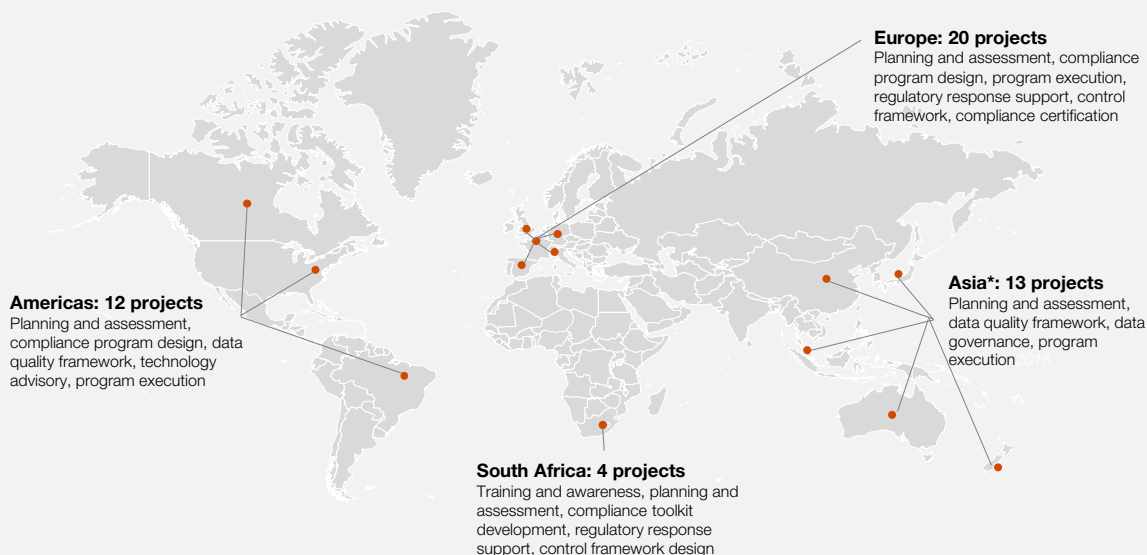 Europe: 20 projects
Planning and assessment, compliance
program design, program execution,
regulatory response support, control
framework, compliance certification
Americas: 12 projects
Planning and assessment,
compliance program design, data
quality framework, technology
advisory, program execution
Asia*: 13 projects
Planning and assessment,
data quality framework, data
governance, program
execution 2018
South Africa: 4 projects
Training and awareness, planning and
assessment, compliance toolkit
development, regulatory response
support, control framework design